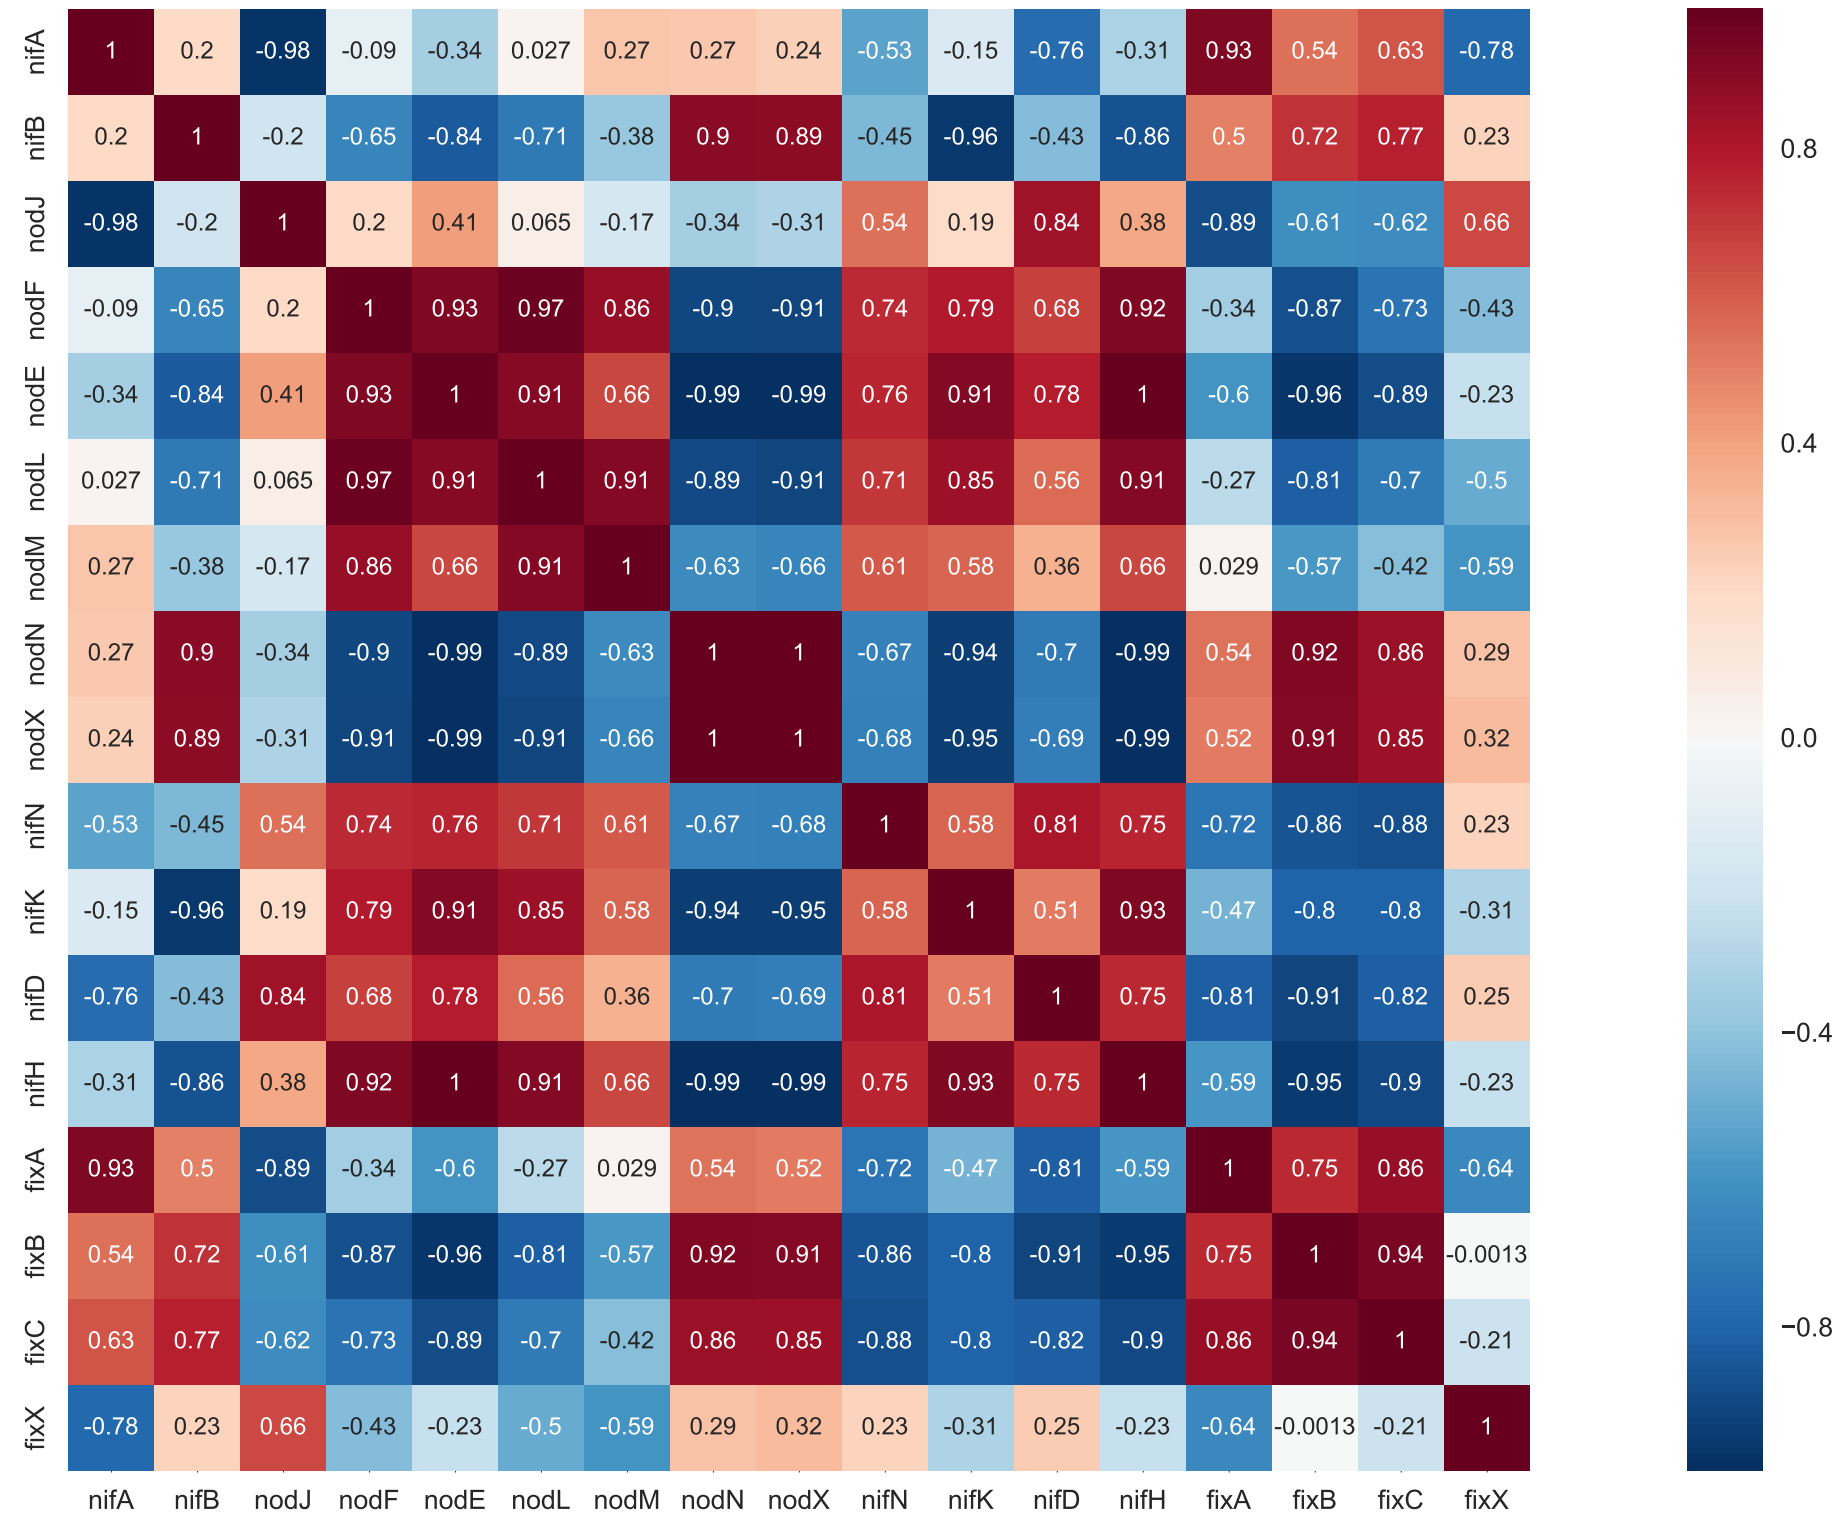 nifA 1 0.2 -0.98 -0.09 -0.34 0.027 0.27 0.27 0.24 -0.53 -0.15 -0.76 -0.31 0.93 0.54 0.63 -0.78
nifB 0.2 1 -0.2 -0.65 -0.84 -0.71 -0.38 0.9 0.89 -0.45 -0.96 -0.43 -0.86 0.5 0.72 0.77 0.23
nodJ -0.98 -0.2 1 0.2 0.41 0.065 -0.17 -0.34 -0.31 0.54 0.19 0.84 0.38 -0.89 -0.61 -0.62 0.66
nodF -0.09 -0.65 0.2 1 0.93 0.97 0.86 -0.9 -0.91 0.74 0.79 0.68 0.92 -0.34 -0.87 -0.73 -0.43
nodE -0.34 -0.84 0.41 0.93 1 0.91 0.66 -0.99 -0.99 0.76 0.91 0.78 1 -0.6 -0.96 -0.89 -0.23
nodL 0.027 -0.71 0.065 0.97 0.91 1 0.91 -0.89 -0.91 0.71 0.85 0.56 0.91 -0.27 -0.81 -0.7 -0.5
nodM 0.27 -0.38 -0.17 0.86 0.66 0.91 1 -0.63 -0.66 0.61 0.58 0.36 0.66 0.029 -0.57 -0.42 -0.59
nodN 0.27 0.9 -0.34 -0.9 -0.99 -0.89 -0.63 1 1 -0.67 -0.94 -0.7 -0.99 0.54 0.92 0.86 0.29
nodX 0.24 0.89 -0.31 -0.91 -0.99 -0.91 -0.66 1 1 -0.68 -0.95 -0.69 -0.99 0.52 0.91 0.85 0.32
nifN -0.53 -0.45 0.54 0.74 0.76 0.71 0.61 -0.67 -0.68 1 0.58 0.81 0.75 -0.72 -0.86 -0.88 0.23
nifK -0.15 -0.96 0.19 0.79 0.91 0.85 0.58 -0.94 -0.95 0.58 1 0.51 0.93 -0.47 -0.8 -0.8 -0.31
nifD -0.76 -0.43 0.84 0.68 0.78 0.56 0.36 -0.7 -0.69 0.81 0.51 1 0.75 -0.81 -0.91 -0.82 0.25
nifH -0.31 -0.86 0.38 0.92 1 0.91 0.66 -0.99 -0.99 0.75 0.93 0.75 1 -0.59 -0.95 -0.9 -0.23
fixA 0.93 0.5 -0.89 -0.34 -0.6 -0.27 0.029 0.54 0.52 -0.72 -0.47 -0.81 -0.59 1 0.75 0.86 -0.64
fixB 0.54 0.72 -0.61 -0.87 -0.96 -0.81 -0.57 0.92 0.91 -0.86 -0.8 -0.91 -0.95 0.75 1 0.94 -0.0013
fixC 0.63 0.77 -0.62 -0.73 -0.89 -0.7 -0.42 0.86 0.85 -0.88 -0.8 -0.82 -0.9 0.86 0.94 1 -0.21
fixX -0.78 0.23 0.66 -0.43 -0.23 -0.5 -0.59 0.29 0.32 0.23 -0.31 0.25 -0.23 -0.64 -0.0013 -0.21 1
nifA nifB nodJ nodF nodE nodL nodM nodN nodX nifN nifK nifD nifH fixA fixB fixC fixX
0.8
0.4
0.0
−0.4
−0.8